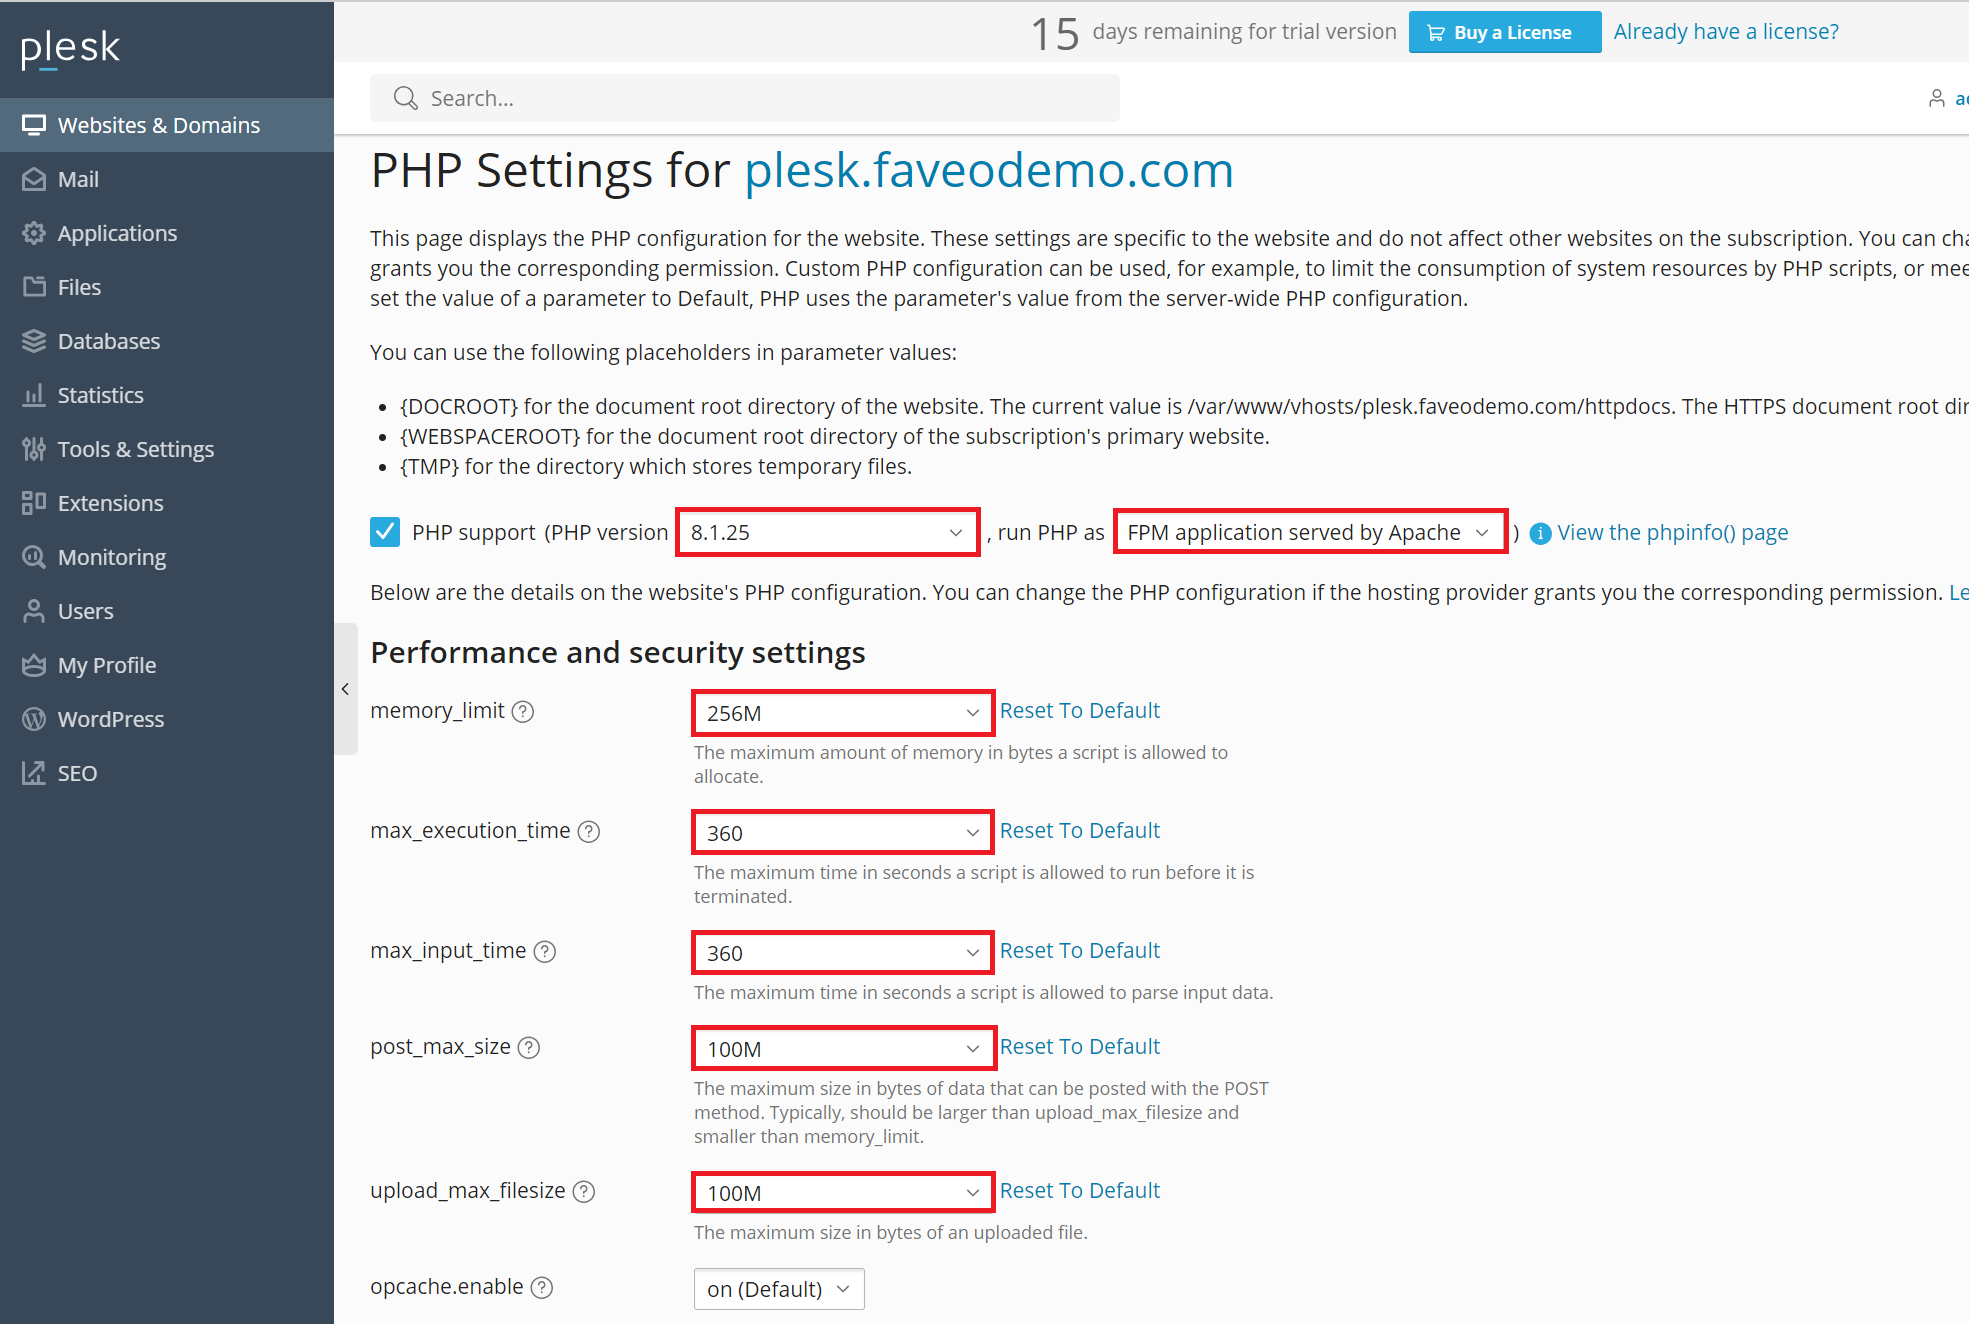 plesk
15 days remaining for trial version Buy a License Already have a license?
Search...
Websites & Domains
Mail
Applications
Files
Databases
Statistics
Tools & Settings
Extensions
Monitoring
Users
My Profile
WordPress
SEO
PHP Settings for plesk.faveodemo.com
This page displays the PHP configuration for the website. These settings are specific to the website and do not affect other websites on the subscription. You can
grants you the corresponding permission. Custom PHP configuration can be used, for example, to limit the consumption of system resources by PHP scripts, or
set the value of a parameter to Default, PHP uses the parameter's value from the server-wide PHP configuration.
You can use the following placeholders in parameter values:
• {DOCROOT} for the document root directory of the website. The current value is /var/www/vhosts/plesk.faveodemo.com/httpdocs. The HTTPS document root
• {WEBSPACEROOT} for the document root directory of the subscription's primary website.
• {TMP} for the directory which stores temporary files.
PHP support (PHP version 8.1.25 , run PHP as FPM application served by Apache ) View the phpinfo() page
Below are the details on the website's PHP configuration. You can change the PHP configuration if the hosting provider grants you the corresponding permission.
Performance and security settings
memory_limit ? 256M Reset To Default
The maximum amount of memory in bytes a script is allowed to
allocate.
max_execution_time ? 360 Reset To Default
The maximum time in seconds a script is allowed to run before it is
terminated.
max_input_time ? 360 Reset To Default
The maximum time in seconds a script is allowed to parse input data.
post_max_size ? 100M Reset To Default
The maximum size in bytes of data that can be posted with the POST
method. Typically, should be larger than upload_max_filesize and
smaller than memory_limit.
upload_max_filesize ? 100M Reset To Default
The maximum size in bytes of an uploaded file.
opcache.enable ? on (Default)